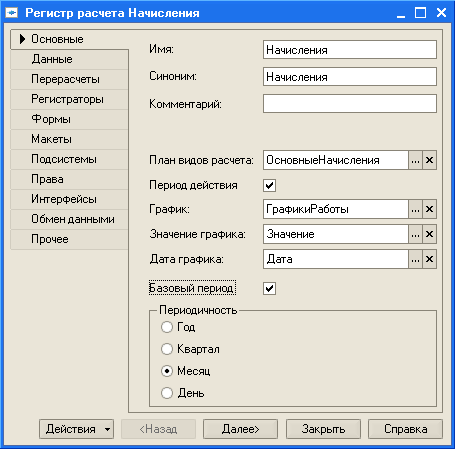 Регистр расчета Начисления
Основные
Данные
Перерасчеты
Регистраторы
Формы
Макеты
Подсистемы
Права
Интерфейсы
Обмен данными
Прочее
Имя: Начисления
Синоним: Начисления
Комментарий:
План видов расчета: ОсновныеНачисления ...
Период действия
График: ГрафикиРаботы ...
Значение графика: Значение ...
Дата графика: Дата ...
Базовый период
Периодичность
Год
Квартал
Месяц
День
Действия <Назад Далее> Закрыть Справка